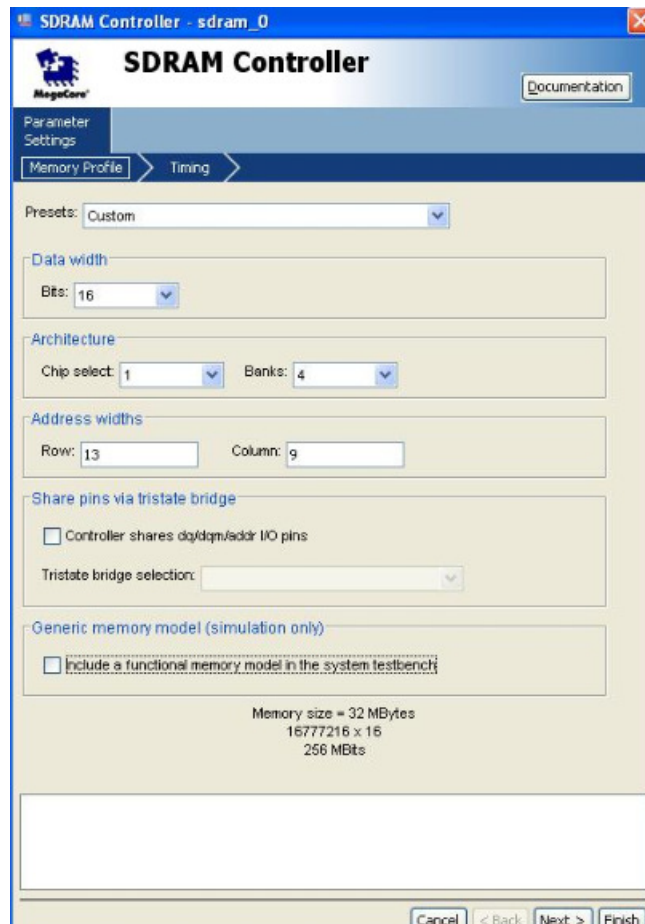 SDRAM Controller - sdram_0
SDRAM Controller
MegaCore®
Documentation
Parameter
Settings
Memory Profile
Timing
Presets: Custom
Data width
Bits: 16
Architecture
Chip select: 1 Banks: 4
Address widths
Row: 13 Column: 9
Share pins via tristate bridge
Controller shares dq/dqm/addr I/O pins
Tristate bridge selection:
Generic memory model (simulation only)
Include a functional memory model in the system testbench
Memory size = 32 MBytes
16777216 x 16
256 MBits
Cancel < Back Next > Finish